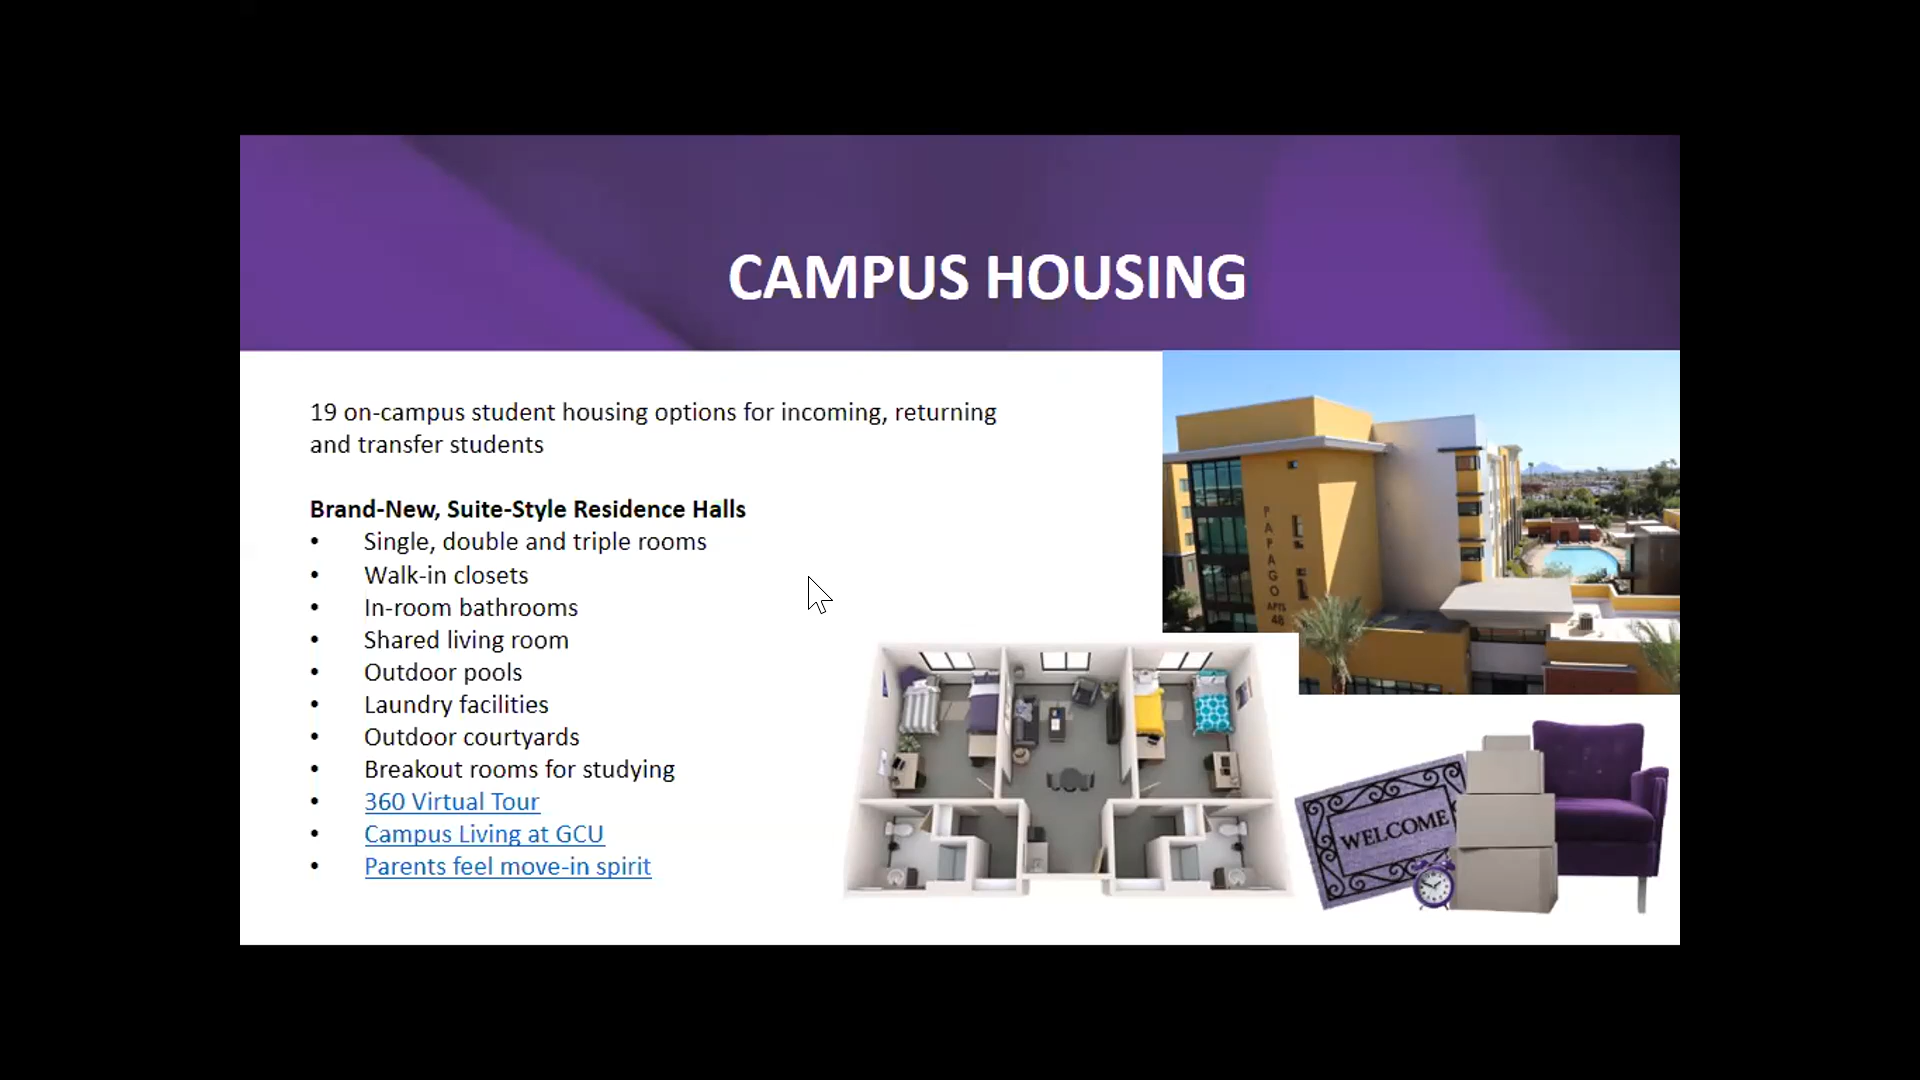 CAMPUS HOUSING
19 on-campus student housing options for incoming, returning
and transfer students
Brand-New, Suite-Style Residence Halls
• Single, double and triple rooms
• Walk-in closets
• In-room bathrooms
• Shared living room
• Outdoor pools
• Laundry facilities
• Outdoor courtyards
• Breakout rooms for studying
• 360 Virtual Tour
• Campus Living at GCU
• Parents feel move-in spirit
PAPAGO
APTS
48
WELCOME